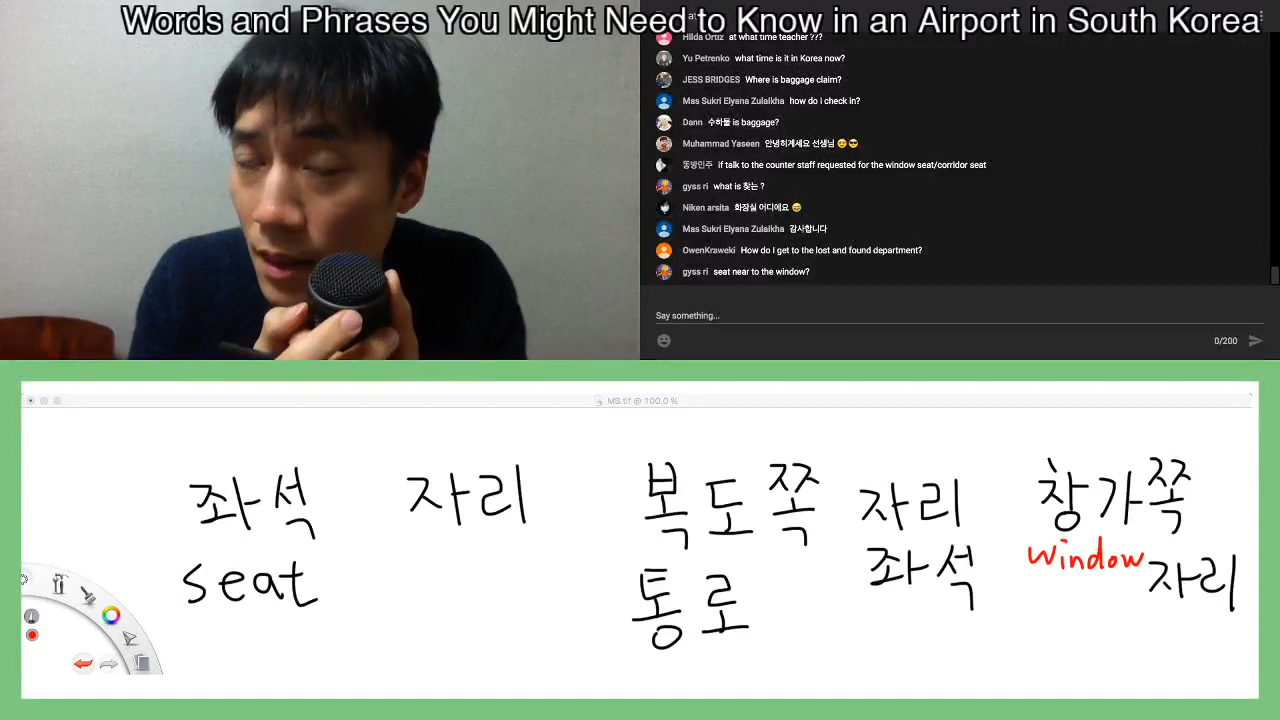 Words and Phrases You Might Need to Know in an Airport in South Korea
Hilda Ortiz at what time teacher ???
Yu Petrenko what time is it in Korea now?
JESS BRIDGES Where is baggage claim?
Mas Sukri Elyana Zulaikha how do i check in?
Dann 수하물 is baggage?
Muhammad Yaseen 안녕히계세요 선생님 😊😎
똥방민주 if talk to the counter staff requested for the window seat/corridor seat
gyss ri what is 찾는 ?
Niken arsita 화장실 어디에요 😅
Mas Sukri Elyana Zulaikha 감사합니다
OwenKraweki How do I get to the lost and found department?
gyss ri seat near to the window?
Say something...
0/200
MB.tif @ 100.0 %
좌석 자리 복도쪽 자리 창가쪽
seat 통로 좌석 window 자리